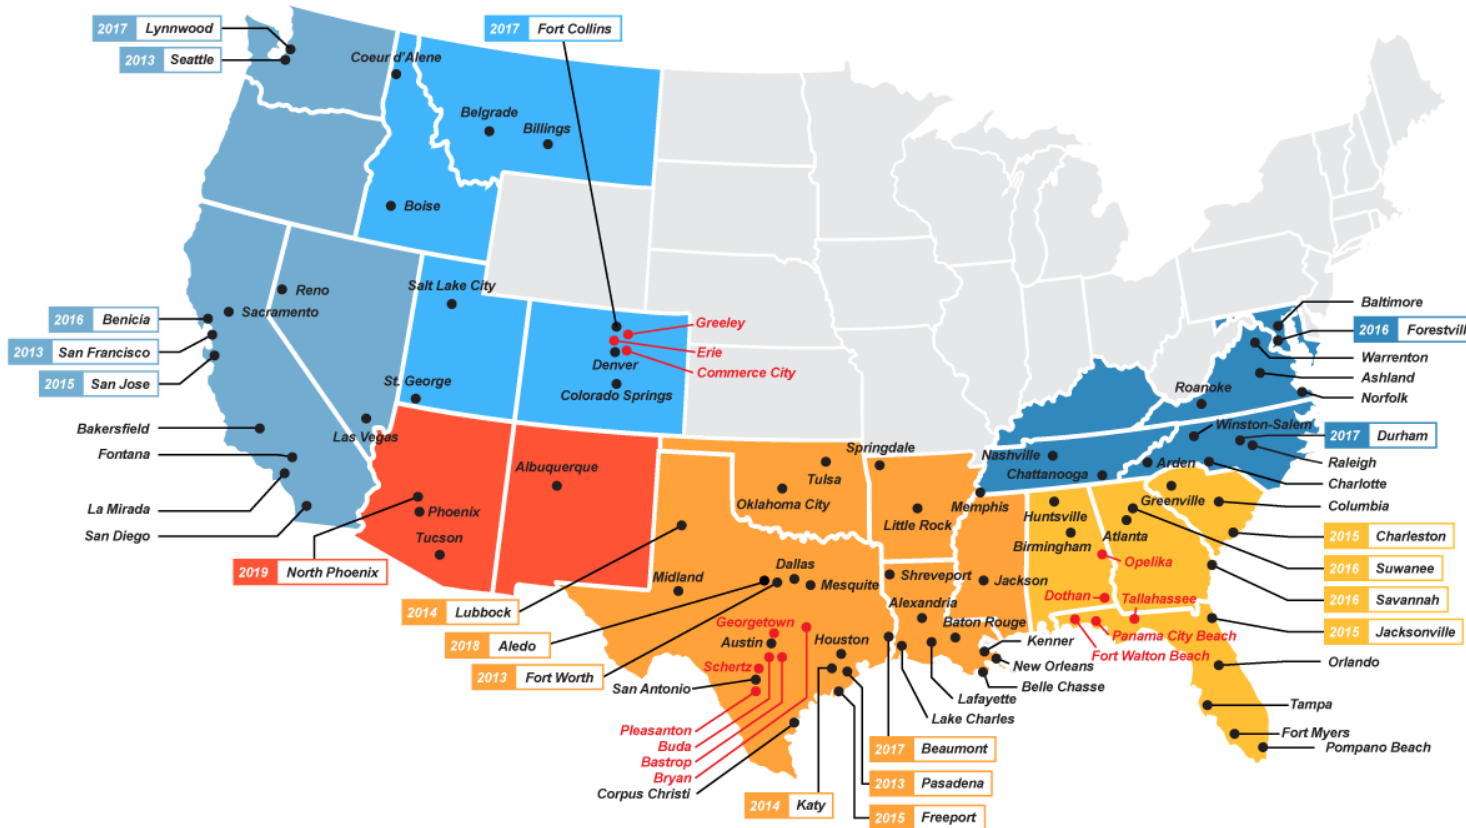 2017 Lynnwood
2013 Seattle
2017 Fort Collins
Coeur d'Alene
Belgrade
Billings
Boise
Salt Lake City
Reno
Sacramento
2016 Benicia
2013 San Francisco
2015 San Jose
Greeley
Erie
Denver
Commerce City
Colorado Springs
St. George
Las Vegas
Bakersfield
Fontana
La Mirada
San Diego
Albuquerque
Phoenix
Tucson
2019 North Phoenix
Baltimore
2016 Forestvill
Warrenton
Ashland
Norfolk
Roanoke
Winston-Salem
2017 Durham
Raleigh
Charlotte
Columbia
Nashville
Chattanooga
Arden
Greenville
Memphis
Springdale
Tulsa
Oklahoma City
Little Rock
Huntsville
Birmingham
Atlanta
Opelika
2015 Charleston
2016 Suwanee
2016 Savannah
2015 Jacksonville
Dothan
Tallahassee
Panama City Beach
Fort Walton Beach
Orlando
Tampa
Fort Myers
Pompano Beach
Midland
Dallas
Mesquite
Shreveport
Jackson
Alexandria
Baton Rouge
Kenner
New Orleans
Belle Chasse
Lafayette
Lake Charles
2014 Lubbock
2018 Aledo
2013 Fort Worth
Georgetown
Austin
Houston
Schertz
San Antonio
Pleasanton
Buda
Bastrop
Bryan
Corpus Christi
2017 Beaumont
2013 Pasadena
2014 Katy
2015 Freeport